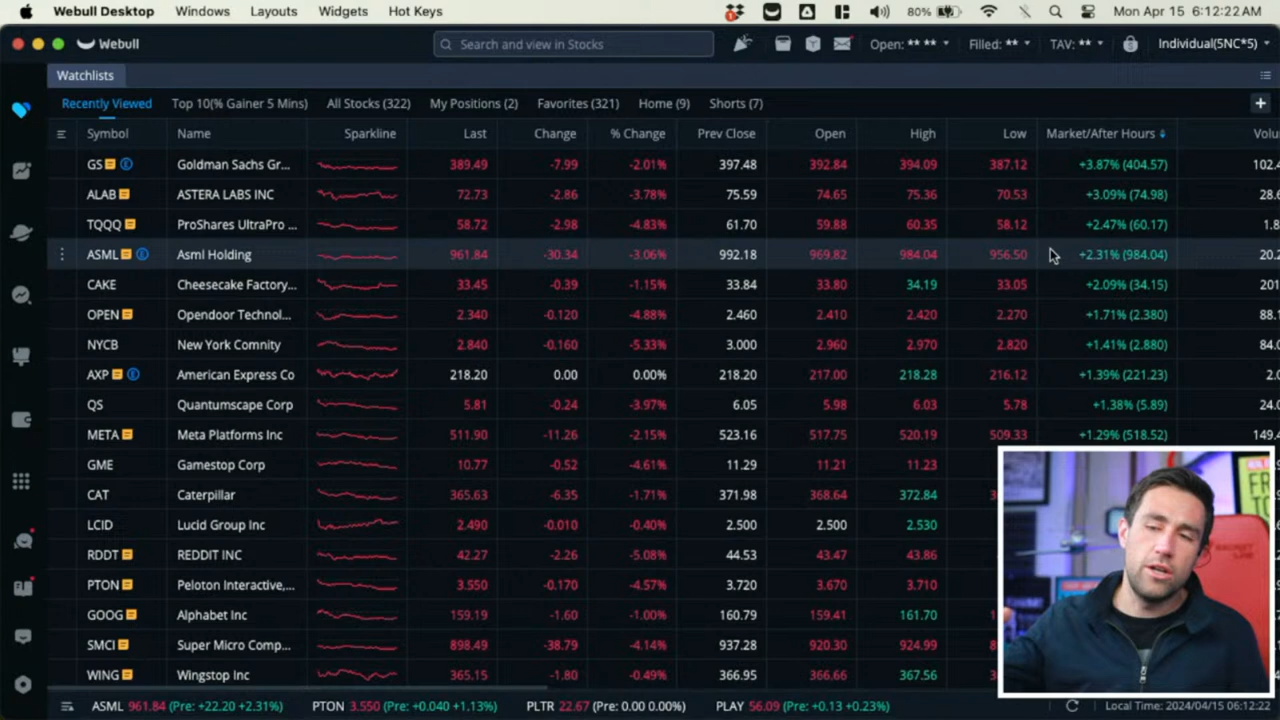 Webull Desktop Windows Layouts Widgets Hot Keys 80% Mon Apr 15 6:12:22 AM
Webull Search and view in Stocks Open: ** ** Filled: ** TAV: ** Individual(5NC*5)
Watchlists
Recently Viewed Top 10(% Gainer 5 Mins) All Stocks (322) My Positions (2) Favorites (321) Home (9) Shorts (7)
Symbol Name Sparkline Last Change % Change Prev Close Open High Low Market/After Hours Volu
GS Goldman Sachs Gr... 389.49 -7.99 -2.01% 397.48 392.84 394.09 387.12 +3.87% (404.57) 102.
ALAB ASTERA LABS INC 72.73 -2.86 -3.78% 75.59 74.65 75.36 70.53 +3.09% (74.98) 28.
TQQQ ProShares UltraPro ... 58.72 -2.98 -4.83% 61.70 59.88 60.35 58.12 +2.47% (60.17) 1.8
ASML Asml Holding 961.84 -30.34 -3.06% 992.18 969.82 984.04 956.50 +2.31% (984.04) 20.2
CAKE Cheesecake Factory... 33.45 -0.39 -1.15% 33.84 33.80 34.19 33.05 +2.09% (34.15) 201
OPEN Opendoor Technol... 2.340 -0.120 -4.88% 2.460 2.410 2.420 2.270 +1.71% (2.380) 88.1
NYCB New York Comnity 2.840 -0.160 -5.33% 3.000 2.960 2.970 2.820 +1.41% (2.880) 84.0
AXP American Express Co 218.20 0.00 0.00% 218.20 217.00 218.28 216.12 +1.39% (221.23) 2.0
QS Quantumscape Corp 5.81 -0.24 -3.97% 6.05 5.98 6.03 5.78 +1.38% (5.89) 24.0
META Meta Platforms Inc 511.90 -11.26 -2.15% 523.16 517.75 520.19 509.33 +1.29% (518.52) 149.
GME Gamestop Corp 10.77 -0.52 -4.61% 11.29 11.21 11.23
CAT Caterpillar 365.63 -6.35 -1.71% 371.98 368.64 372.84
LCID Lucid Group Inc 2.490 -0.010 -0.40% 2.500 2.500 2.530
RDDT REDDIT INC 42.27 -2.26 -5.08% 44.53 43.47 43.86
PTON Peloton Interactive,... 3.550 -0.170 -4.57% 3.720 3.670 3.710
GOOG Alphabet Inc 159.19 -1.60 -1.00% 160.79 159.41 161.70
SMCI Super Micro Comp... 898.49 -38.79 -4.14% 937.28 920.30 924.99
WING Wingstop Inc 365.15 -1.80 -0.49% 366.95 366.66 367.56
ASML 961.84 (Pre: +22.20 +2.31%) PTON 3.550 (Pre: +0.040 +1.13%) PLTR 22.67 (Pre: 0.00 0.00%) PLAY 56.09 (Pre: +0.13 +0.23%) Local Time: 2024/04/15 06:12:22